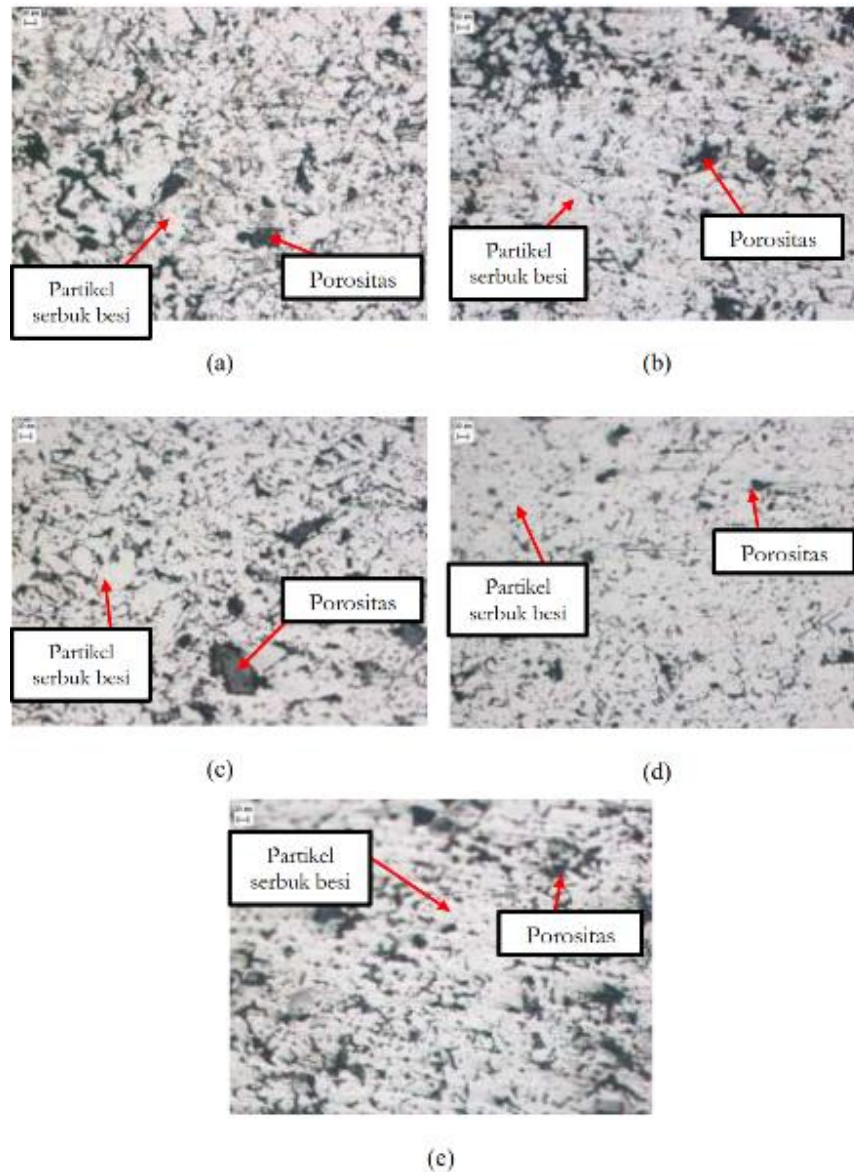 Partikel
serbuk besi
Porositas
(a)
Partikel
serbuk besi
Porositas
(b)
Partikel
serbuk besi
Porositas
(c)
Partikel
serbuk besi
Porositas
(d)
Partikel
serbuk besi
Porositas
(e)